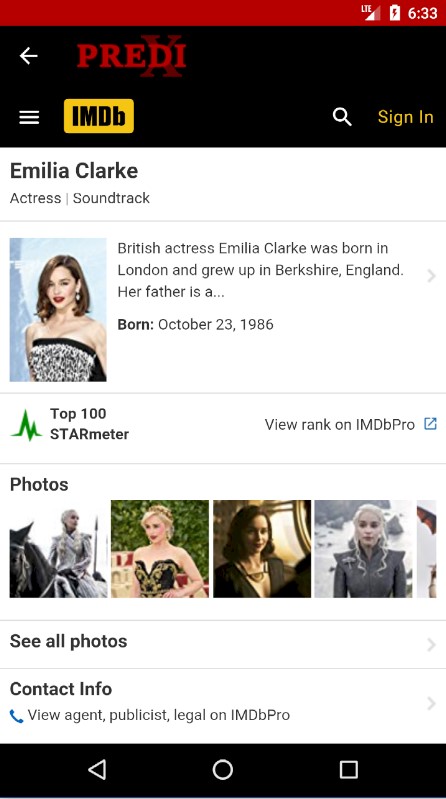 LTE 6:33
PREDIX
IMDb Sign In
Emilia Clarke
Actress | Soundtrack
British actress Emilia Clarke was born in
London and grew up in Berkshire, England.
Her father is a...
Born: October 23, 1986
Top 100
STARmeter
View rank on IMDbPro
Photos
See all photos
Contact Info
View agent, publicist, legal on IMDbPro